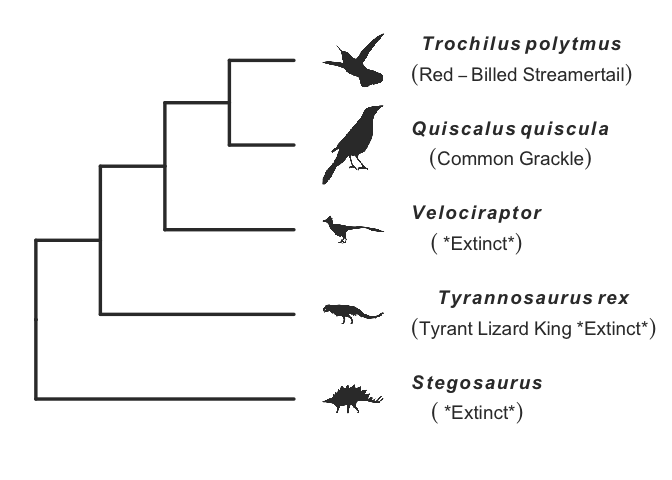 Trochilus polytmus
(Red – Billed Streamertail)
Quiscalus quiscula
(Common Grackle)
Velociraptor
( *Extinct*)
Tyrannosaurus rex
(Tyrant Lizard King *Extinct*)
Stegosaurus
( *Extinct*)